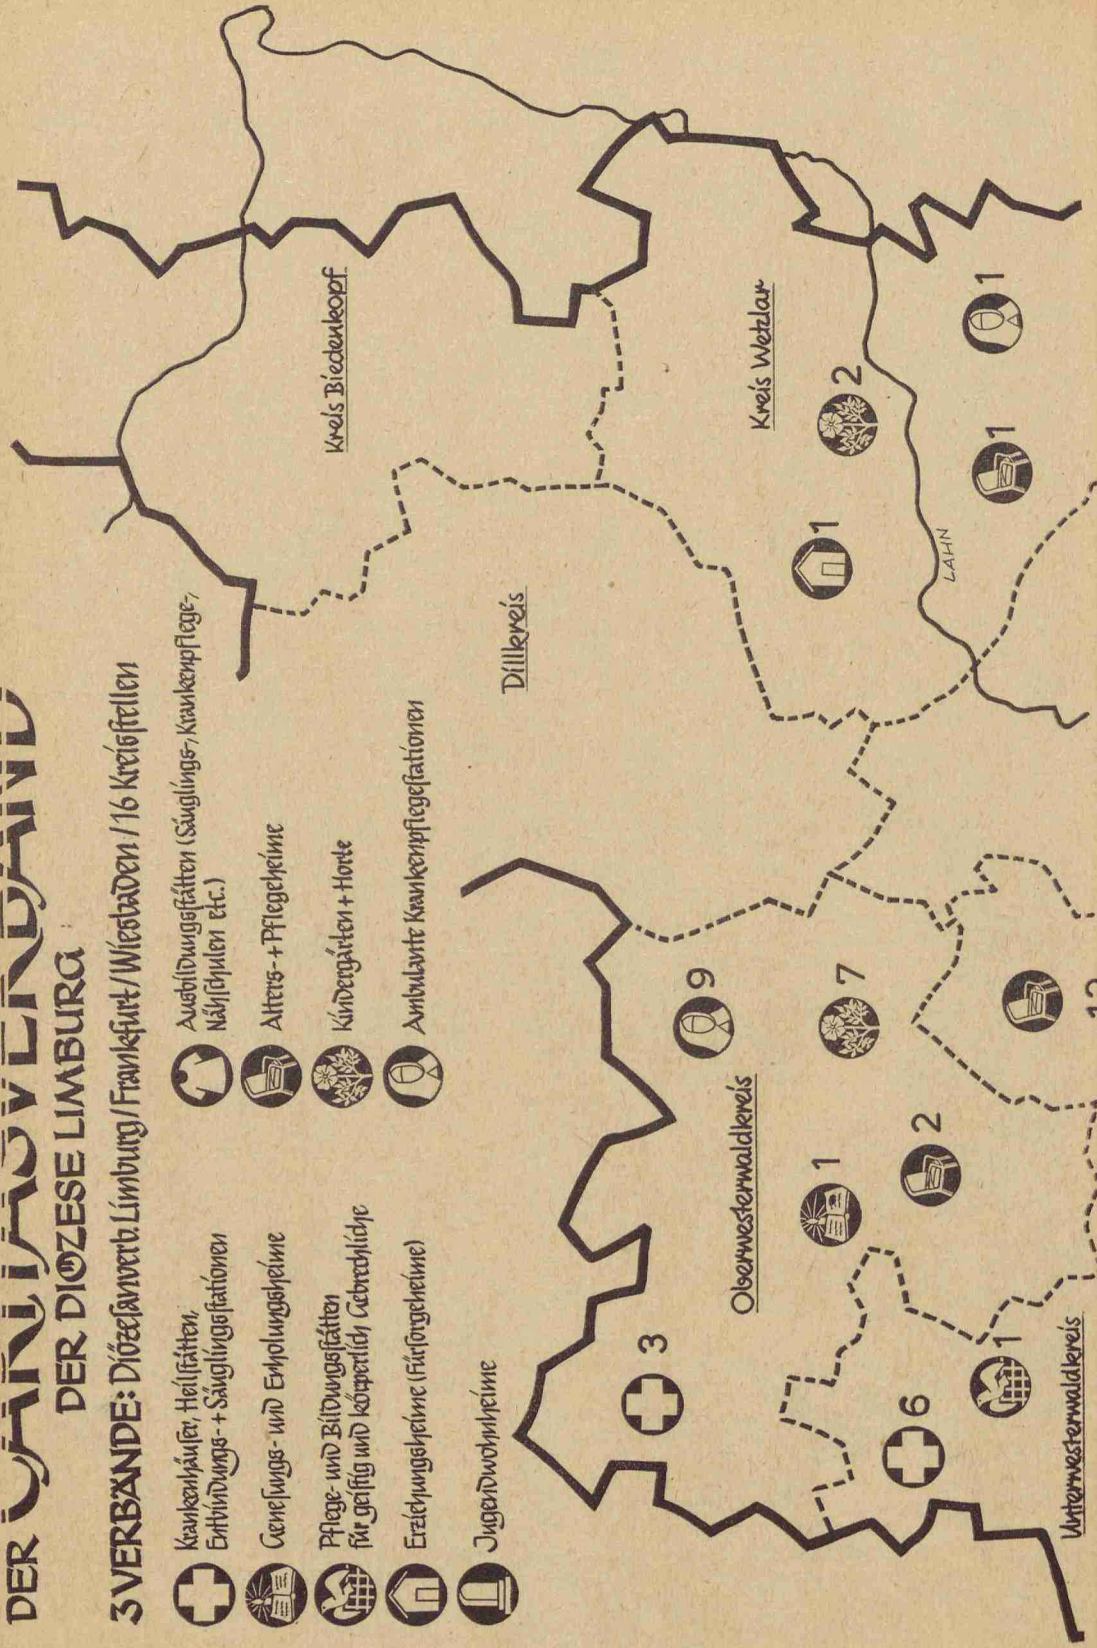 DER CARITASVERBAND
DER DIÖZESE LIMBURG
3 VERBÄNDE: Diözesanverb. Limburg / Frankfurt / Wiesbaden / 16 Kreisstellen
Krankenhäuser, Heilstätten,
Entbindungs- + Säuglingsstationen
Genesungs- und Erholungsheime
Pflege- und Bildungsstätten
für geistig und körperlich Gebrechliche
Erziehungsheime (Fürsorgeheime)
Jugendwohnheime
Ausbildungsstätten (Säuglings-, Krankenpflege-,
Nähschulen etc.)
Alters- + Pflegeheime
Kindergärten + Horte
Ambulante Krankenpflegestationen
Kreis Biedenkopf
Dillkreis
Kreis Wetzlar
1
2
LAHN
1
1
Oberwesterwaldkreis
3
9
1
7
2
6
1
Unterwesterwaldkreis